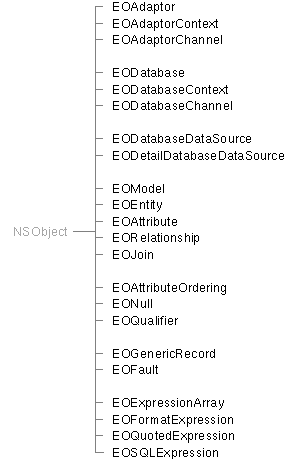 EOAdaptor
EOAdaptorContext
EOAdaptorChannel
EODatabase
EODatabaseContext
EODatabaseChannel
EODatabaseDataSource
EODetailDatabaseDataSource
EOModel
EOEntity
EOAttribute
NSObject
EORelationship
EOJoin
EOAttributeOrdering
EONull
EOQualifier
EOGenericRecord
EOFault
EOExpressionArray
EOFormatExpression
EOQuotedExpression
EOSQLExpression